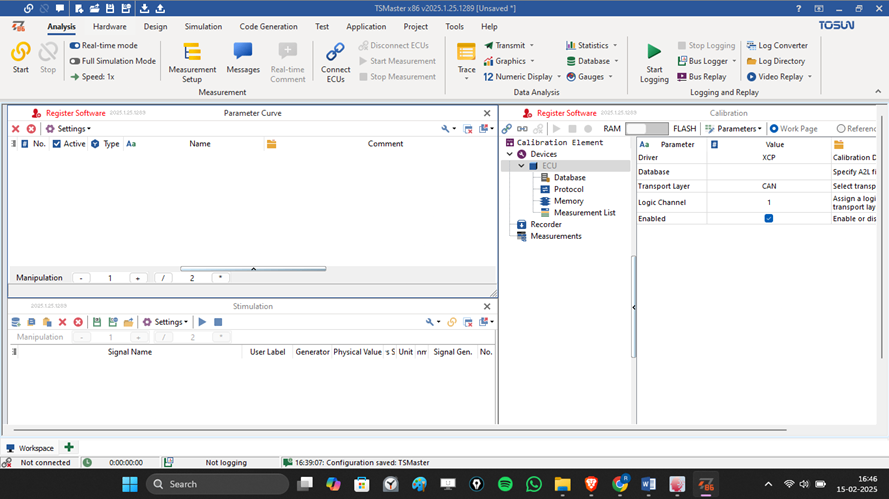 TSMaster x86 v2025.1.25.1289 [Unsaved *]
Analysis Hardware Design Simulation Code Generation Test Application Project Tools Help
TOSUN
Real-time mode
Full Simulation Mode
Speed: 1x
Start Stop
Measurement Setup
Messages
Real-time Comment
Connect ECUs
Disconnect ECUs
Start Measurement
Stop Measurement
Measurement
Trace
Transmit
Graphics
12 Numeric Display
Statistics
Database
Gauges
Data Analysis
Start Logging
Stop Logging
Bus Logger
Bus Replay
Log Converter
Log Directory
Video Replay
Logging and Replay
Register Software 2025.1.25.1289 Parameter Curve
Settings
No. Active Type Aa Name Comment
Manipulation - 1 + / 2 *
2025.1.25.1289 Stimulation
Settings
Manipulation - 1 + / 2 *
Signal Name User Label Generator Physical Value s S Unit nm Signal Gen. No.
Register Software 2025.1.25.1289 Calibration
RAM FLASH Parameters Work Page Referenc
Calibration Element
Devices
ECU
Database
Protocol
Memory
Measurement List
Recorder
Measurements
Aa Parameter Value
Driver XCP Calibration D
Database Specify A2L fi
Transport Layer CAN Select transp
Logic Channel 1 Assign a logi
transport lay
Enabled Enable or dis
Workspace
Not connected 0:00:00:00 Not logging 16:39:07: Configuration saved: TSMaster
Search
16:46
15-02-2025